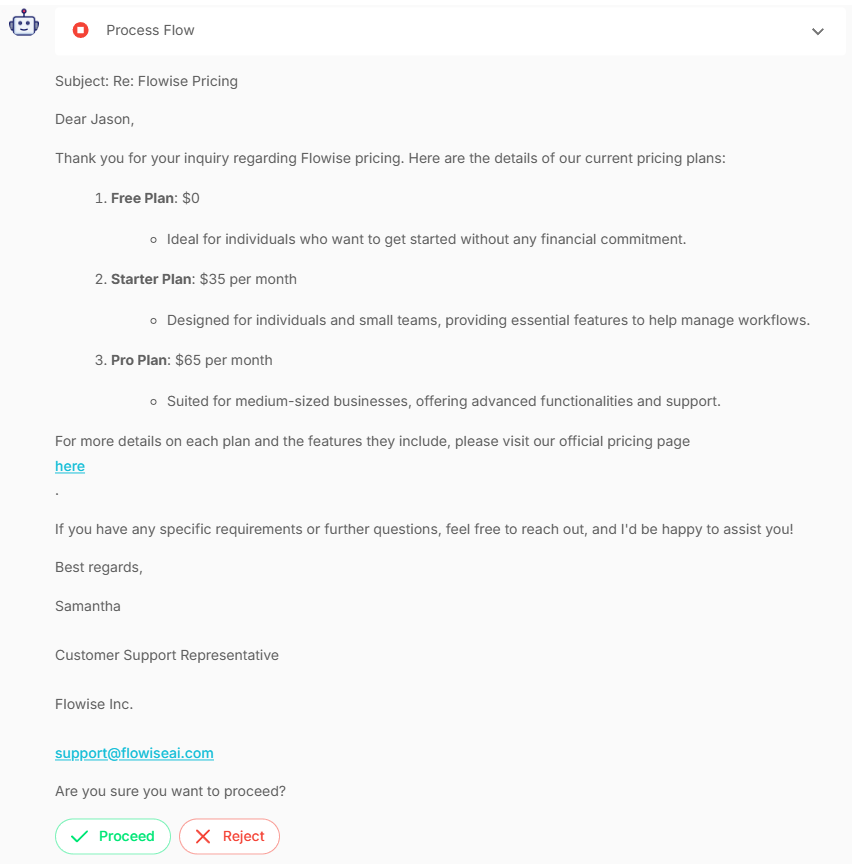 Process Flow
Subject: Re: Flowise Pricing
Dear Jason,
Thank you for your inquiry regarding Flowise pricing. Here are the details of our current pricing plans:
1. Free Plan: $0
Ideal for individuals who want to get started without any financial commitment.
2. Starter Plan: $35 per month
Designed for individuals and small teams, providing essential features to help manage workflows.
3. Pro Plan: $65 per month
Suited for medium-sized businesses, offering advanced functionalities and support.
For more details on each plan and the features they include, please visit our official pricing page
here
.
If you have any specific requirements or further questions, feel free to reach out, and I'd be happy to assist you!
Best regards,
Samantha
Customer Support Representative
Flowise Inc.
support@flowiseai.com
Are you sure you want to proceed?
Proceed Reject